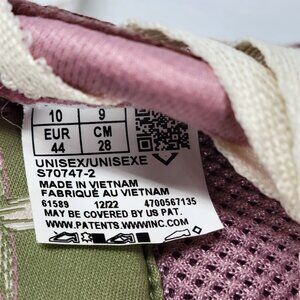 10 9
EUR CM
44 28
UNISEX/UNISEXE
S70747-2
MADE IN VIETNAM
FABRIQUÉ AU VIETNAM
61589 12/22 4700567135
MAY BE COVERED BY US PAT.
WWW.PATENTS.WWWINC.COM